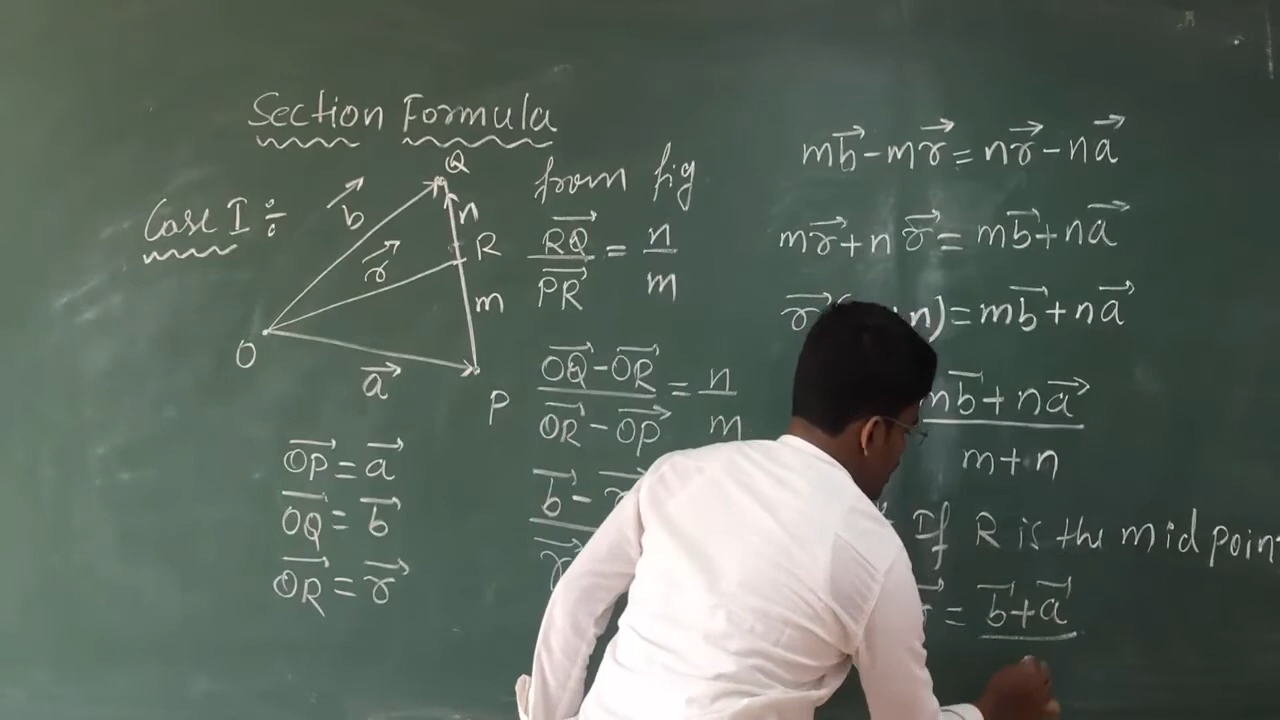 Section Formula
Case I ÷
Q
b⃗
n
r⃗
R
m
O
a⃗
P
OP⃗ = a⃗
OQ⃗ = b⃗
OR⃗ = r⃗
from fig
RQ⃗ / PR⃗ = n / m
OQ⃗ - OR⃗ / OR⃗ - OP⃗ = n / m
b⃗ -
r⃗
mb⃗ - mr⃗ = nr⃗ - na⃗
mr⃗ + nr⃗ = mb⃗ + na⃗
r⃗( n) = mb⃗ + na⃗
mb⃗ + na⃗ / m + n
If R is the mid poin
r⃗ = b⃗ + a⃗